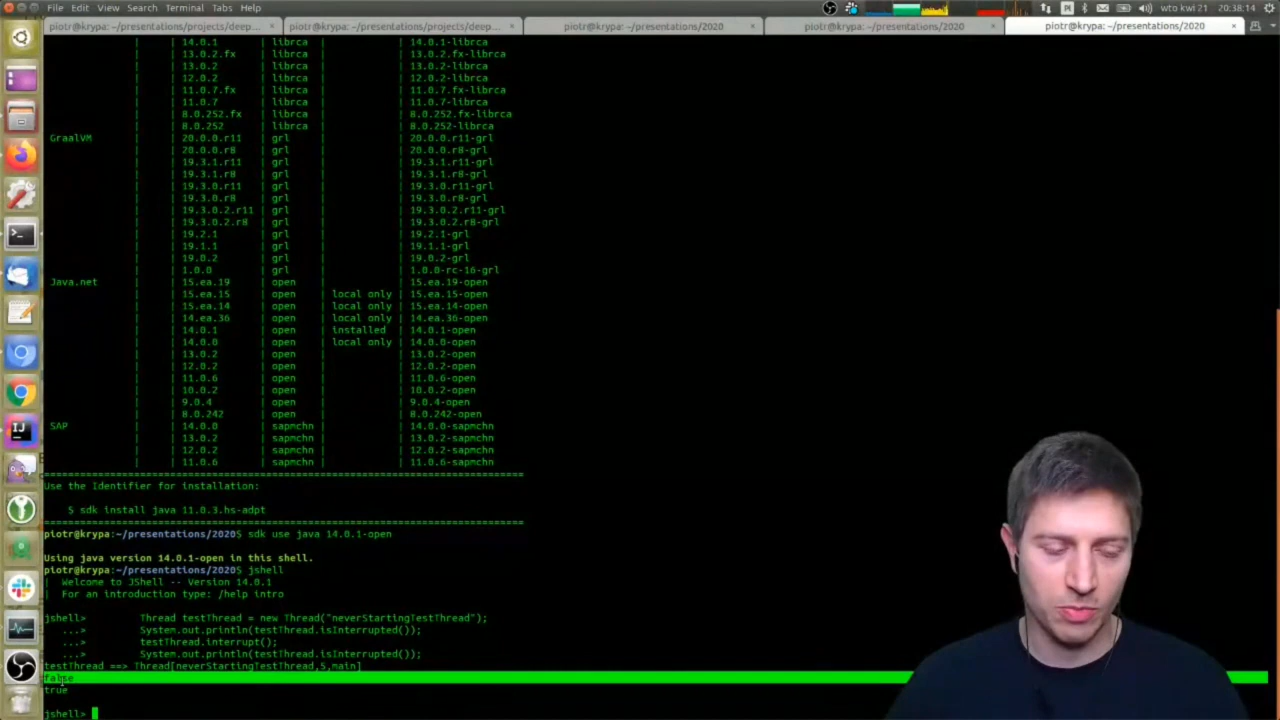 File Edit View Search Terminal Tabs Help
Pl
wto kwi 21 20:38:14
piotr@krypa: ~/presentations/projects/deep... × piotr@krypa: ~/presentations/projects/deep... × piotr@krypa: ~/presentations/2020 × piotr@krypa: ~/presentations/2020 × piotr@krypa: ~/presentations/2020 ×
| | 14.0.1 | librca | | 14.0.1-librca
| | 13.0.2.fx | librca | | 13.0.2.fx-librca
| | 13.0.2 | librca | | 13.0.2-librca
| | 12.0.2 | librca | | 12.0.2-librca
| | 11.0.7.fx | librca | | 11.0.7.fx-librca
| | 11.0.7 | librca | | 11.0.7-librca
| | 8.0.252.fx | librca | | 8.0.252.fx-librca
| | 8.0.252 | librca | | 8.0.252-librca
GraalVM | | 20.0.0.r11 | grl | | 20.0.0.r11-grl
| | 20.0.0.r8 | grl | | 20.0.0.r8-grl
| | 19.3.1.r11 | grl | | 19.3.1.r11-grl
| | 19.3.1.r8 | grl | | 19.3.1.r8-grl
| | 19.3.0.r11 | grl | | 19.3.0.r11-grl
| | 19.3.0.r8 | grl | | 19.3.0.r8-grl
| | 19.3.0.2.r11 | grl | | 19.3.0.2.r11-grl
| | 19.3.0.2.r8 | grl | | 19.3.0.2.r8-grl
| | 19.2.1 | grl | | 19.2.1-grl
| | 19.1.1 | grl | | 19.1.1-grl
| | 19.0.2 | grl | | 19.0.2-grl
| | 1.0.0 | grl | | 1.0.0-rc-16-grl
Java.net | | 15.ea.19 | open | | 15.ea.19-open
| | 15.ea.15 | open | local only | 15.ea.15-open
| | 15.ea.14 | open | local only | 15.ea.14-open
| | 14.ea.36 | open | local only | 14.ea.36-open
| | 14.0.1 | open | installed | 14.0.1-open
| | 14.0.0 | open | local only | 14.0.0-open
| | 13.0.2 | open | | 13.0.2-open
| | 12.0.2 | open | | 12.0.2-open
| | 11.0.6 | open | | 11.0.6-open
| | 10.0.2 | open | | 10.0.2-open
| | 9.0.4 | open | | 9.0.4-open
| | 8.0.242 | open | | 8.0.242-open
SAP | | 14.0.0 | sapmchn | | 14.0.0-sapmchn
| | 13.0.2 | sapmchn | | 13.0.2-sapmchn
| | 12.0.2 | sapmchn | | 12.0.2-sapmchn
| | 11.0.6 | sapmchn | | 11.0.6-sapmchn
================================================================================
Use the Identifier for installation:
$ sdk install java 11.0.3.hs-adpt
================================================================================
piotr@krypa:~/presentations/2020$ sdk use java 14.0.1-open
Using java version 14.0.1-open in this shell.
piotr@krypa:~/presentations/2020$ jshell
| Welcome to JShell -- Version 14.0.1
| For an introduction type: /help intro
jshell> Thread testThread = new Thread("neverStartingTestThread");
...> System.out.println(testThread.isInterrupted());
...> testThread.interrupt();
...> System.out.println(testThread.isInterrupted());
testThread ==> Thread[neverStartingTestThread,5,main]
false
true
jshell>
IJ